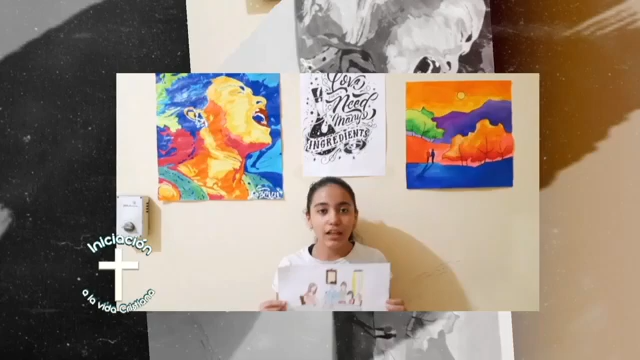 Love
Need
Many
INGREDIENTS
Iniciación
a la vida Cristiana